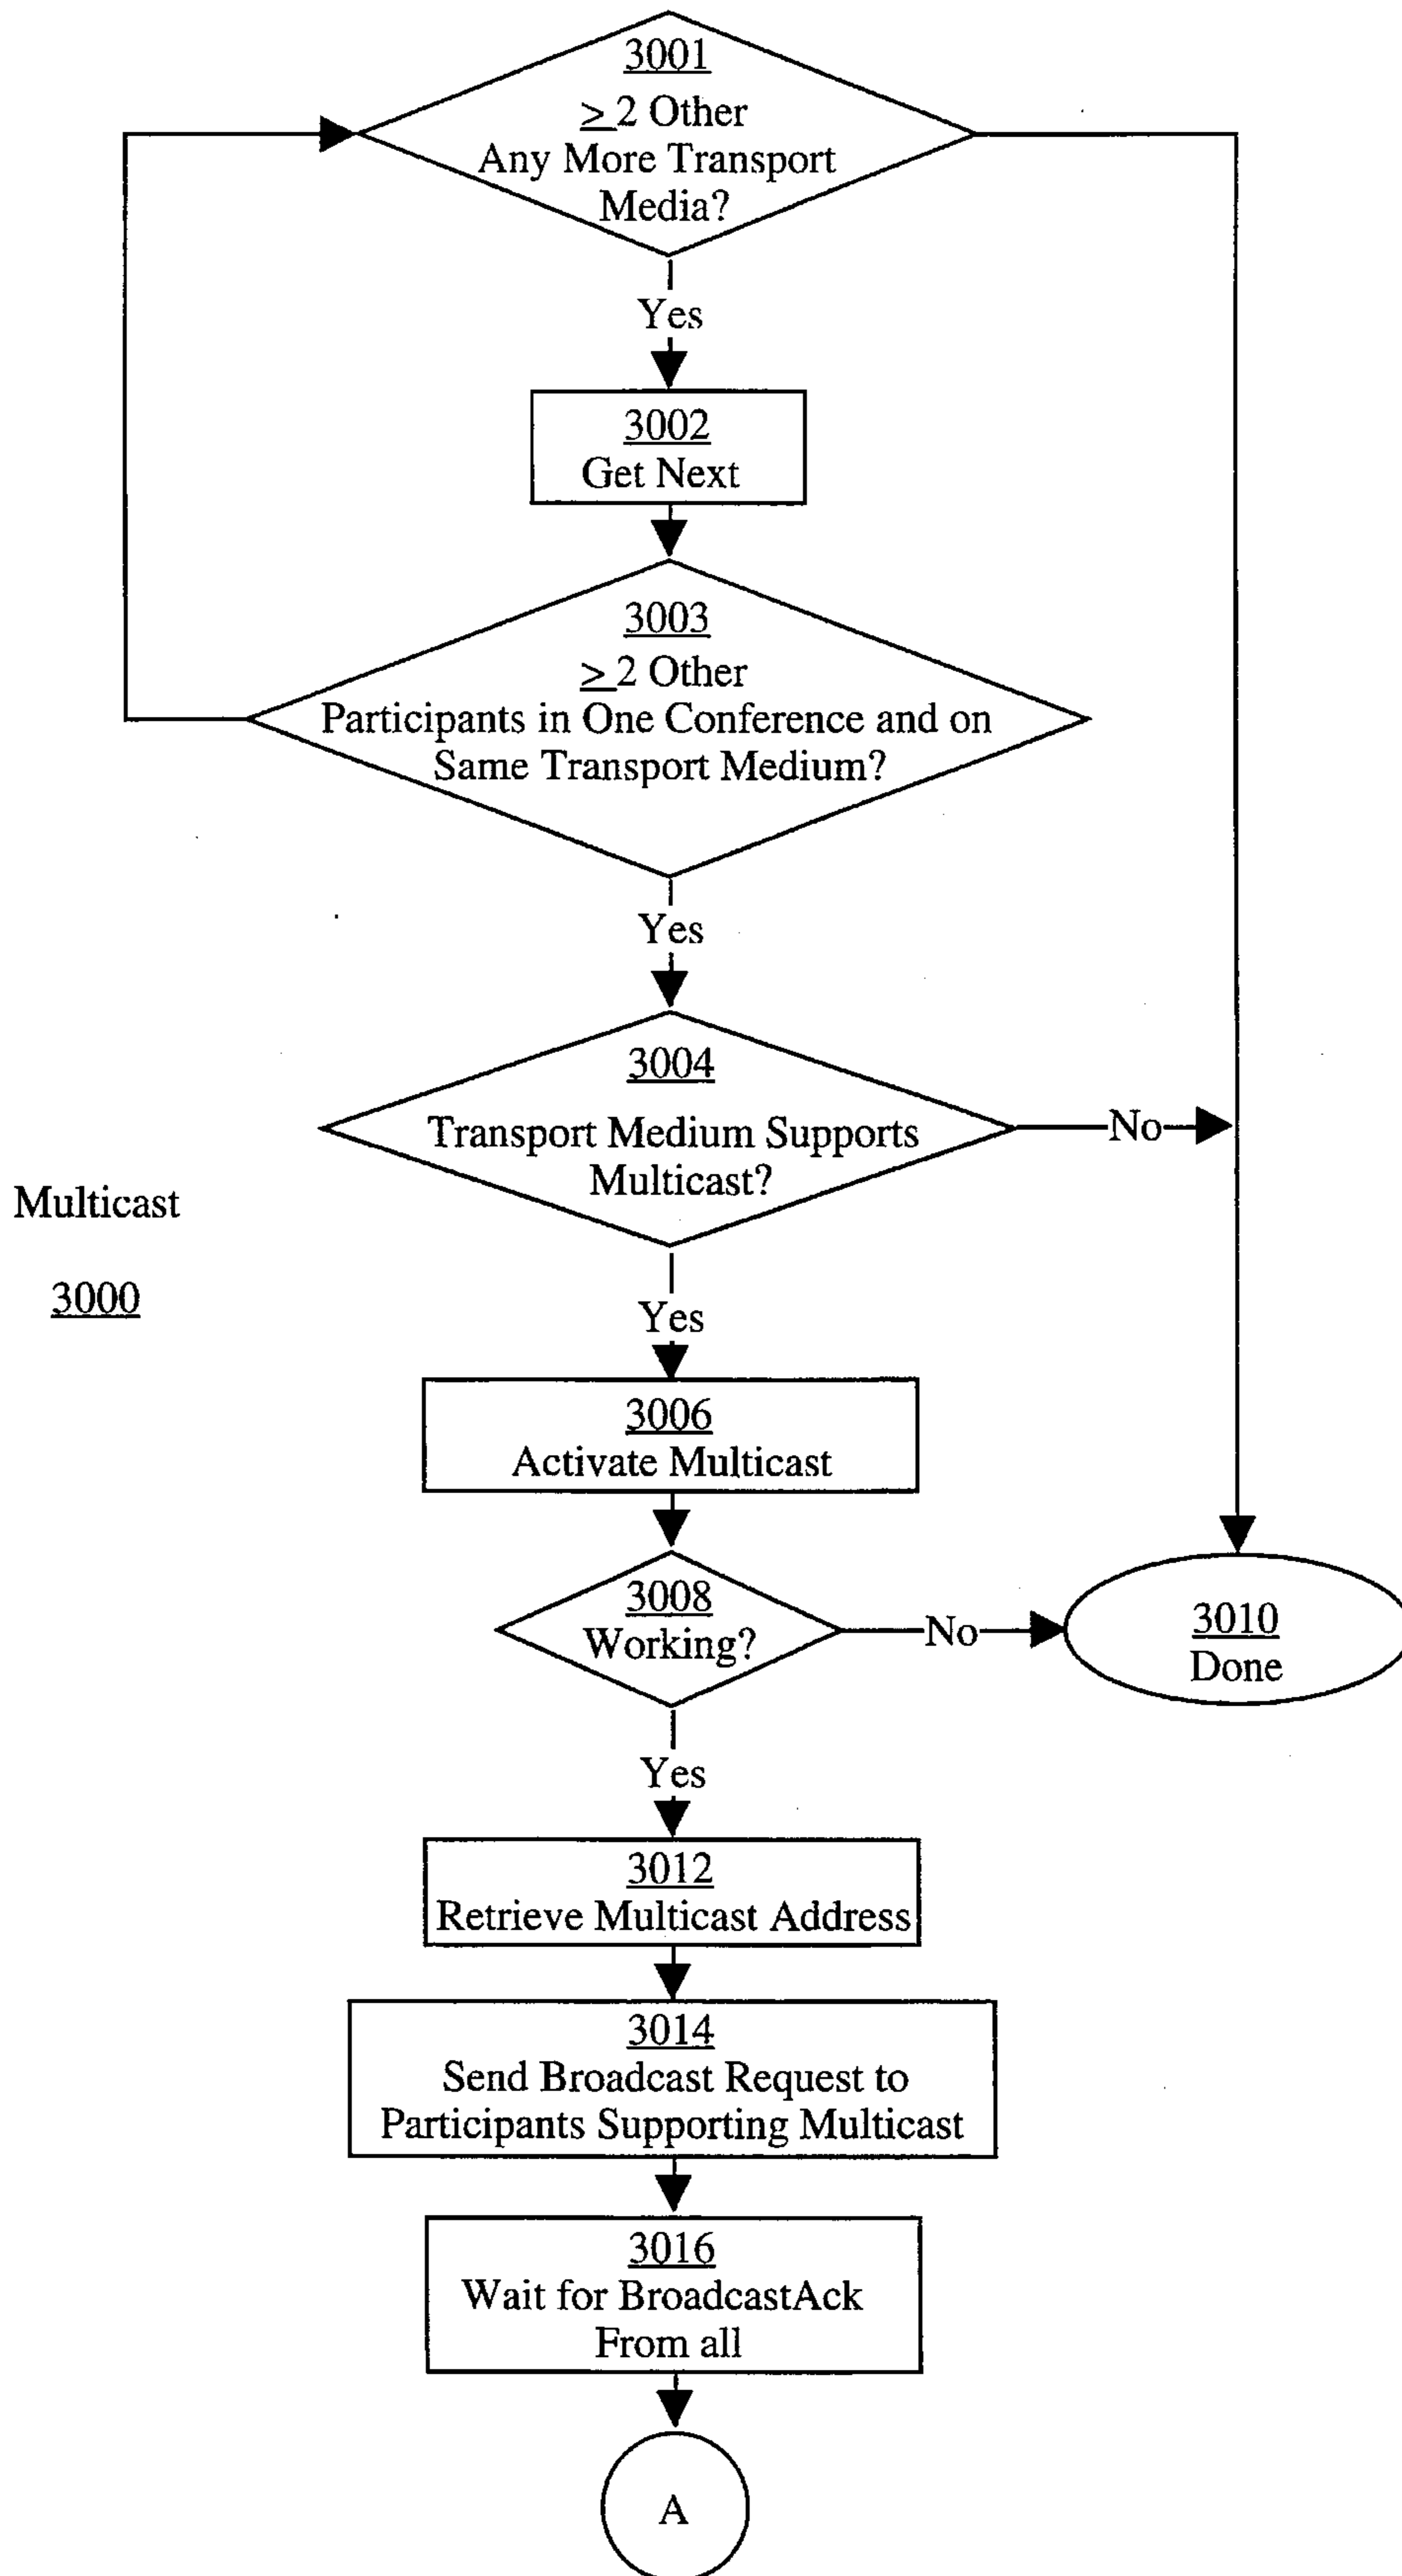 3001
≥ 2 Other
Any More Transport
Media?
Yes
3002
Get Next
3003
≥ 2 Other
Participants in One Conference and on
Same Transport Medium?
Yes
3004
Transport Medium Supports
Multicast?
No
Multicast
3000
Yes
3006
Activate Multicast
3008
Working?
No
3010
Done
Yes
3012
Retrieve Multicast Address
3014
Send Broadcast Request to
Participants Supporting Multicast
3016
Wait for BroadcastAck
From all
A